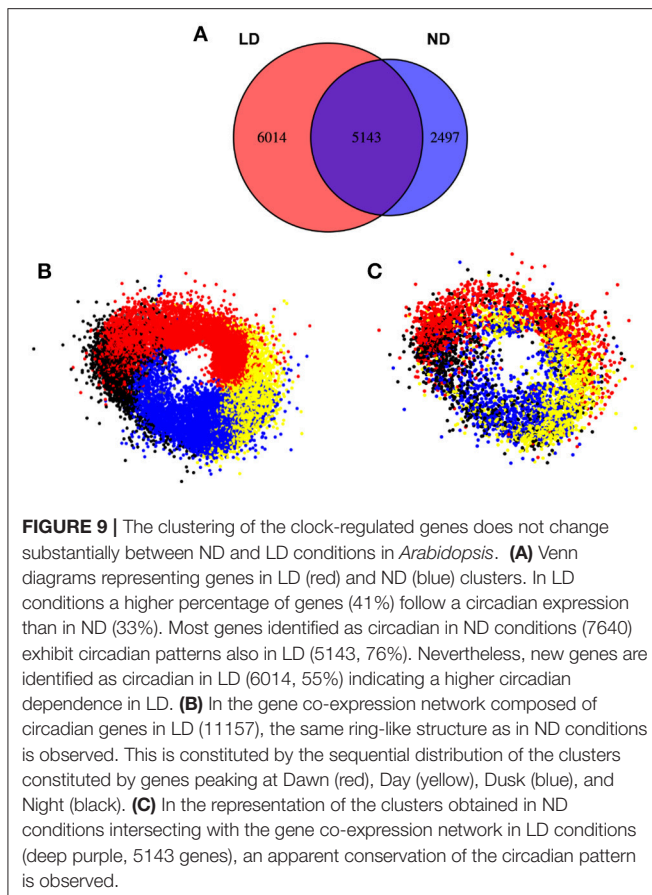 A
LD
ND
6014
5143
2497
B
C
FIGURE 9 | The clustering of the clock-regulated genes does not change
substantially between ND and LD conditions in Arabidopsis. (A) Venn
diagrams representing genes in LD (red) and ND (blue) clusters. In LD
conditions a higher percentage of genes (41%) follow a circadian expression
than in ND (33%). Most genes identified as circadian in ND conditions (7640)
exhibit circadian patterns also in LD (5143, 76%). Nevertheless, new genes are
identified as circadian in LD (6014, 55%) indicating a higher circadian
dependence in LD. (B) In the gene co-expression network composed of
circadian genes in LD (11157), the same ring-like structure as in ND conditions
is observed. This is constituted by the sequential distribution of the clusters
constituted by genes peaking at Dawn (red), Day (yellow), Dusk (blue), and
Night (black). (C) In the representation of the clusters obtained in ND
conditions intersecting with the gene co-expression network in LD conditions
(deep purple, 5143 genes), an apparent conservation of the circadian pattern
is observed.